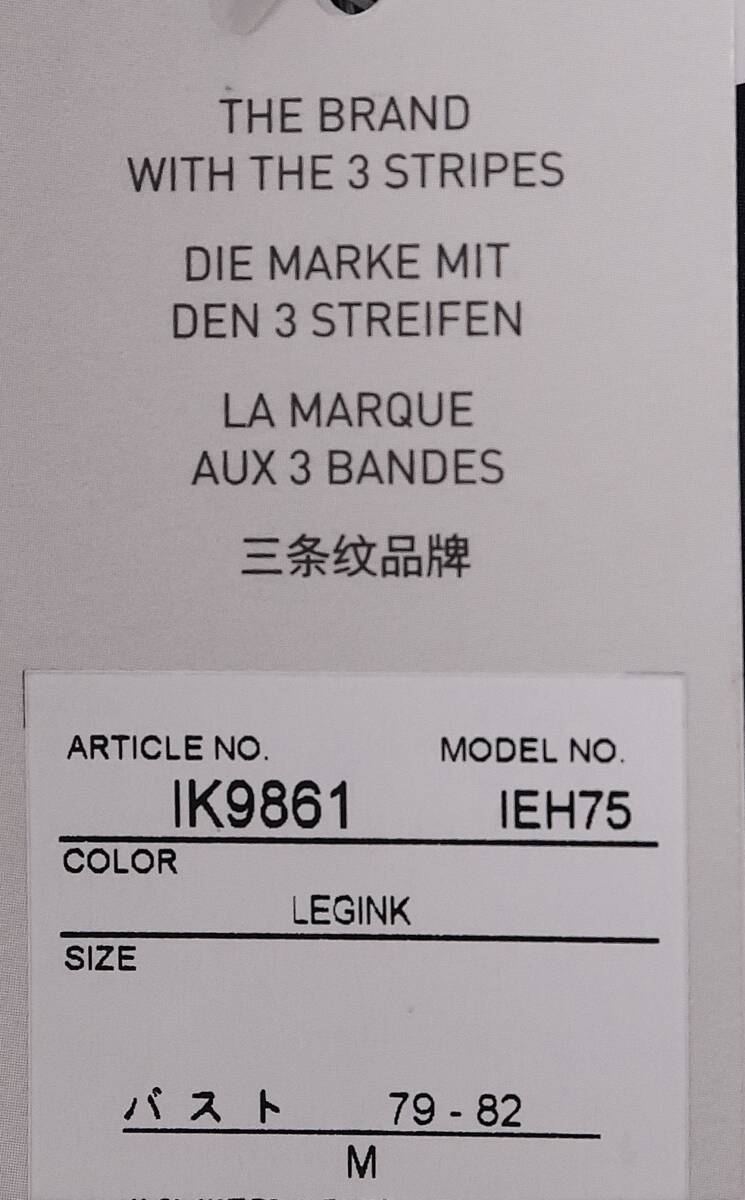 THE BRAND
WITH THE 3 STRIPES
DIE MARKE MIT
DEN 3 STREIFEN
LA MARQUE
AUX 3 BANDES
三条纹品牌
ARTICLE NO. MODEL NO.
IK9861 IEH75
COLOR
LEGINK
SIZE
バスト 79 - 82
M